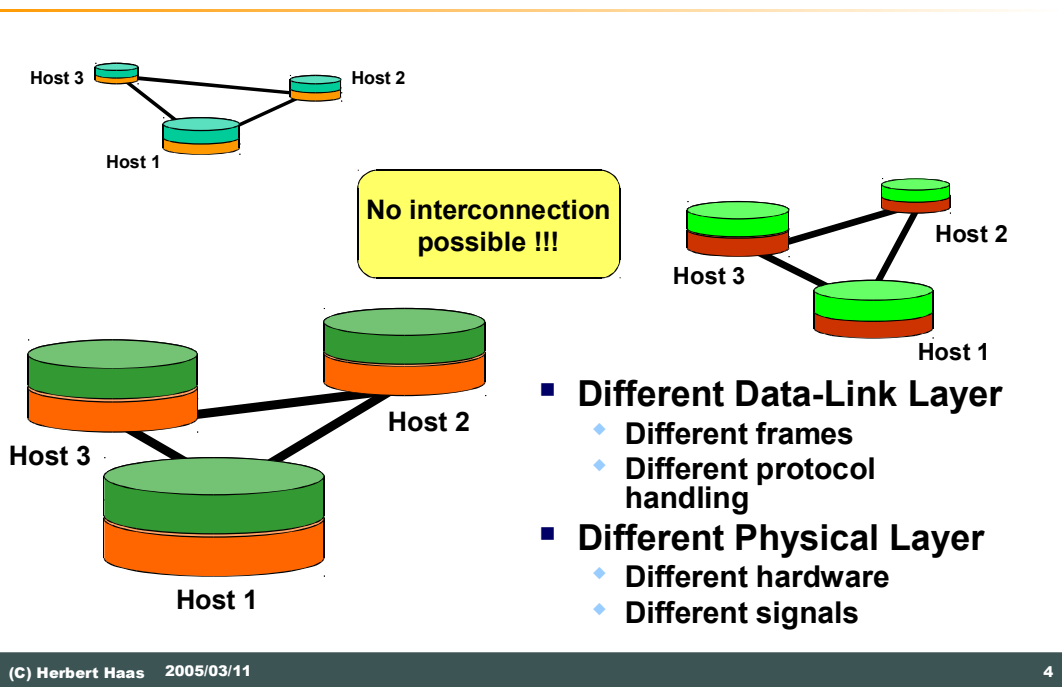 Host 3
Host 2
Host 1
No interconnection
possible !!!
Host 2
Host 3
Host 1
Host 2
Host 3
Host 1
Different Data-Link Layer
Different frames
Different protocol
handling
Different Physical Layer
Different hardware
Different signals
(C) Herbert Haas 2005/03/11
4